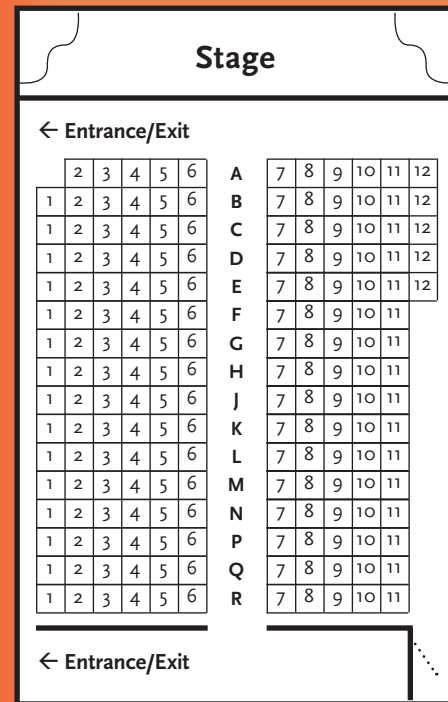 Stage
← Entrance/Exit
2 3 4 5 6 A 7 8 9 10 11 12
1 2 3 4 5 6 B 7 8 9 10 11 12
1 2 3 4 5 6 C 7 8 9 10 11 12
1 2 3 4 5 6 D 7 8 9 10 11 12
1 2 3 4 5 6 E 7 8 9 10 11 12
1 2 3 4 5 6 F 7 8 9 10 11
1 2 3 4 5 6 G 7 8 9 10 11
1 2 3 4 5 6 H 7 8 9 10 11
1 2 3 4 5 6 J 7 8 9 10 11
1 2 3 4 5 6 K 7 8 9 10 11
1 2 3 4 5 6 L 7 8 9 10 11
1 2 3 4 5 6 M 7 8 9 10 11
1 2 3 4 5 6 N 7 8 9 10 11
1 2 3 4 5 6 P 7 8 9 10 11
1 2 3 4 5 6 Q 7 8 9 10 11
1 2 3 4 5 6 R 7 8 9 10 11
← Entrance/Exit